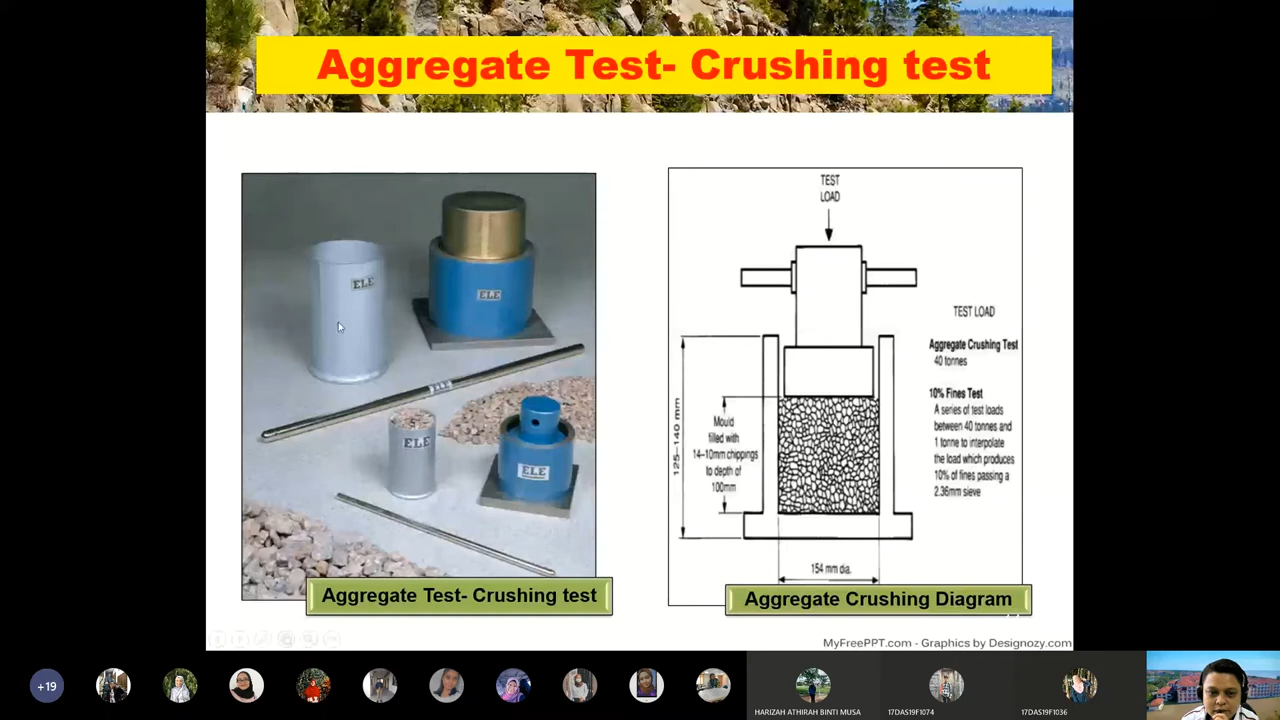 Aggregate Test- Crushing test
ELE
ELE
ELE
ELE
ELE
Aggregate Test- Crushing test
TEST
LOAD
125-140 mm
Mould
filled with
14-10mm chippings
to depth of
100mm
154 mm dia.
TEST LOAD
Aggregate Crushing Test
40 tonnes
10% Fines Test
A series of test loads
between 40 tonnes and
1 tonne to interpolate
the load which produces
10% of fines passing a
2.36mm sieve
Aggregate Crushing Diagram
MyFreePPT.com - Graphics by Designozy.com
+19
HARIZAH ATHIRAH BINTI MUSA
17DAS19F1074
17DAS19F1036